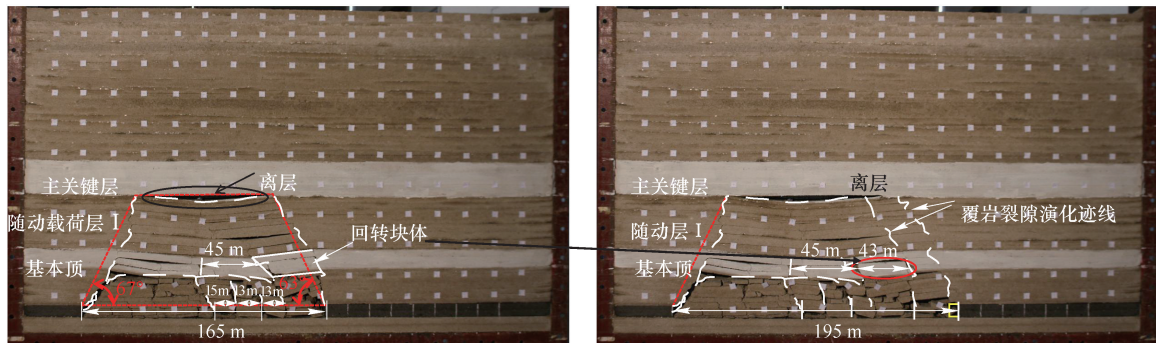 主关键层
离层
随动载荷层 I
45 m
回转块体
基本顶
67°
15m 13m 13m
165 m
主关键层
离层
覆岩裂隙演化迹线
随动层 I
45 m 43 m
基本顶
195 m